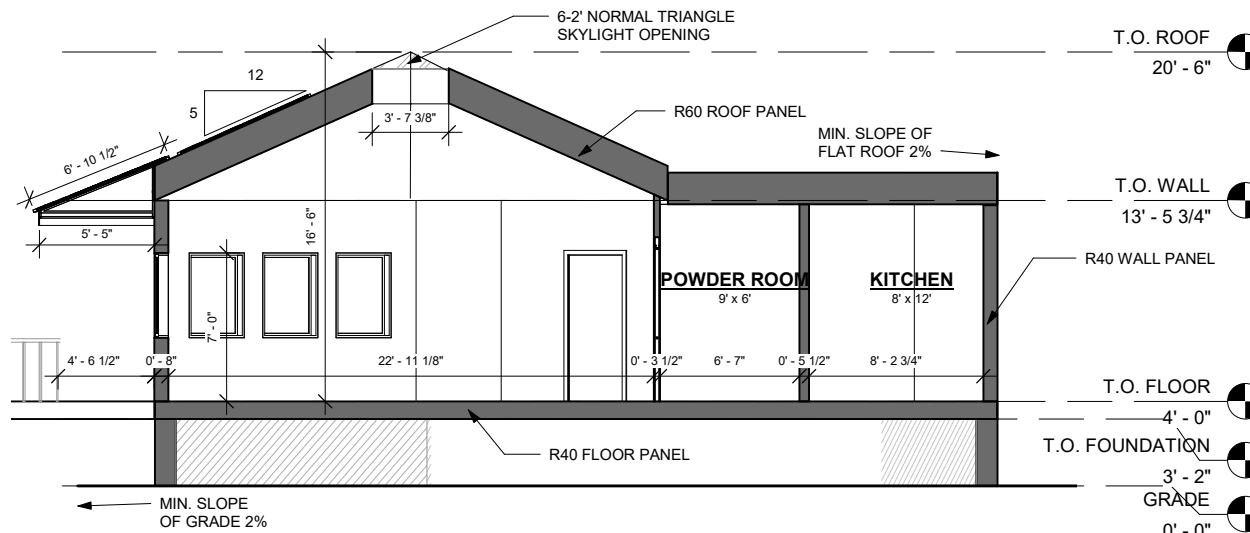 6-2' NORMAL TRIANGLE
SKYLIGHT OPENING
T.O. ROOF
20' - 6"
12
5
3' - 7 3/8"
R60 ROOF PANEL
MIN. SLOPE OF
FLAT ROOF 2%
6' - 10 1/2"
T.O. WALL
13' - 5 3/4"
5' - 5"
16' - 6"
R40 WALL PANEL
POWDER ROOM
9' x 6'
KITCHEN
8' x 12'
7' - 0"
4' - 6 1/2"
0' - 8"
22' - 11 1/8"
0' - 3 1/2"
6' - 7"
0' - 5 1/2"
8' - 2 3/4"
T.O. FLOOR
4' - 0"
R40 FLOOR PANEL
T.O. FOUNDATION
3' - 2"
MIN. SLOPE
OF GRADE 2%
GRADE
0' - 0"